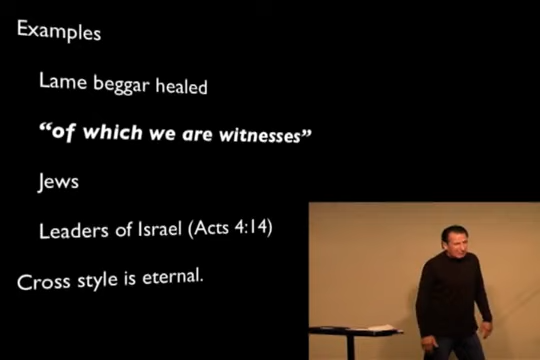 Examples
Lame beggar healed
“of which we are witnesses”
Jews
Leaders of Israel (Acts 4:14)
Cross style is eternal.